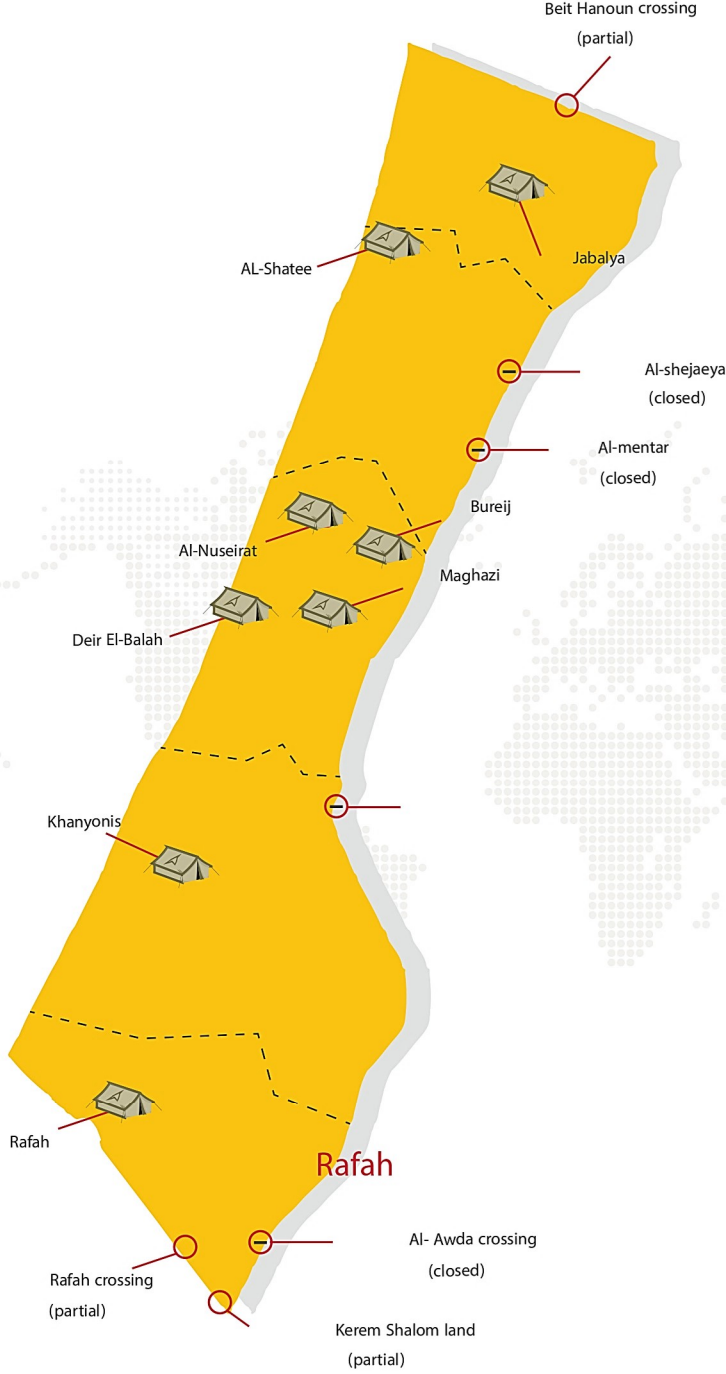 Beit Hanoun crossing
(partial)
Jabalya
AL-Shatee
Al-shejaeya
(closed)
Al-mentar
(closed)
Bureij
Al-Nuseirat
Maghazi
Deir El-Balah
Khanyonis
Rafah
Rafah
Al- Awda crossing
(closed)
Rafah crossing
(partial)
Kerem Shalom land
(partial)